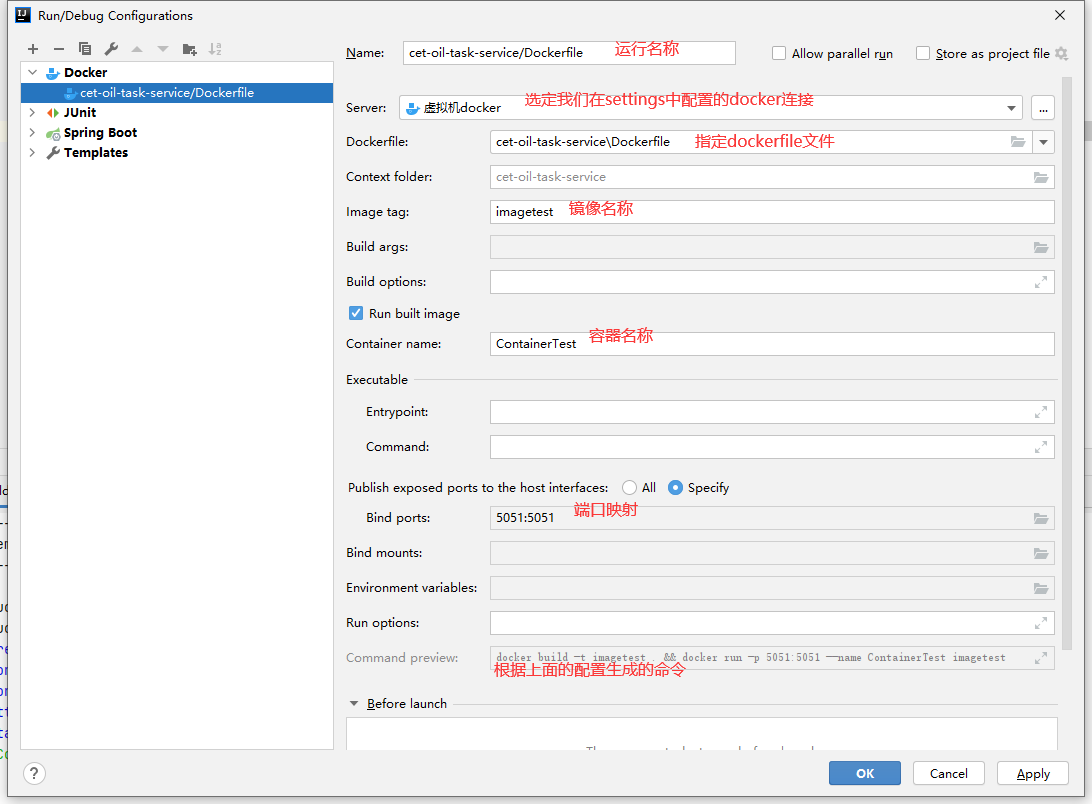 Run/Debug Configurations
Name: cet-oil-task-service/Dockerfile 运行名称 Allow parallel run Store as project file
Docker
cet-oil-task-service/Dockerfile
JUnit
Spring Boot
Templates
Server: 虚拟机docker 选定我们在settings中配置的docker连接 ...
Dockerfile: cet-oil-task-service\Dockerfile 指定dockerfile文件
Context folder: cet-oil-task-service
Image tag: imagetest 镜像名称
Build args:
Build options:
Run built image
Container name: ContainerTest 容器名称
Executable
Entrypoint:
Command:
Publish exposed ports to the host interfaces: All Specify
Bind ports: 5051:5051 端口映射
Bind mounts:
Environment variables:
Run options:
Command preview: docker build -t imagetest . && docker run -p 5051:5051 --name ContainerTest imagetest
根据上面的配置生成的命令
Before launch
? OK Cancel Apply